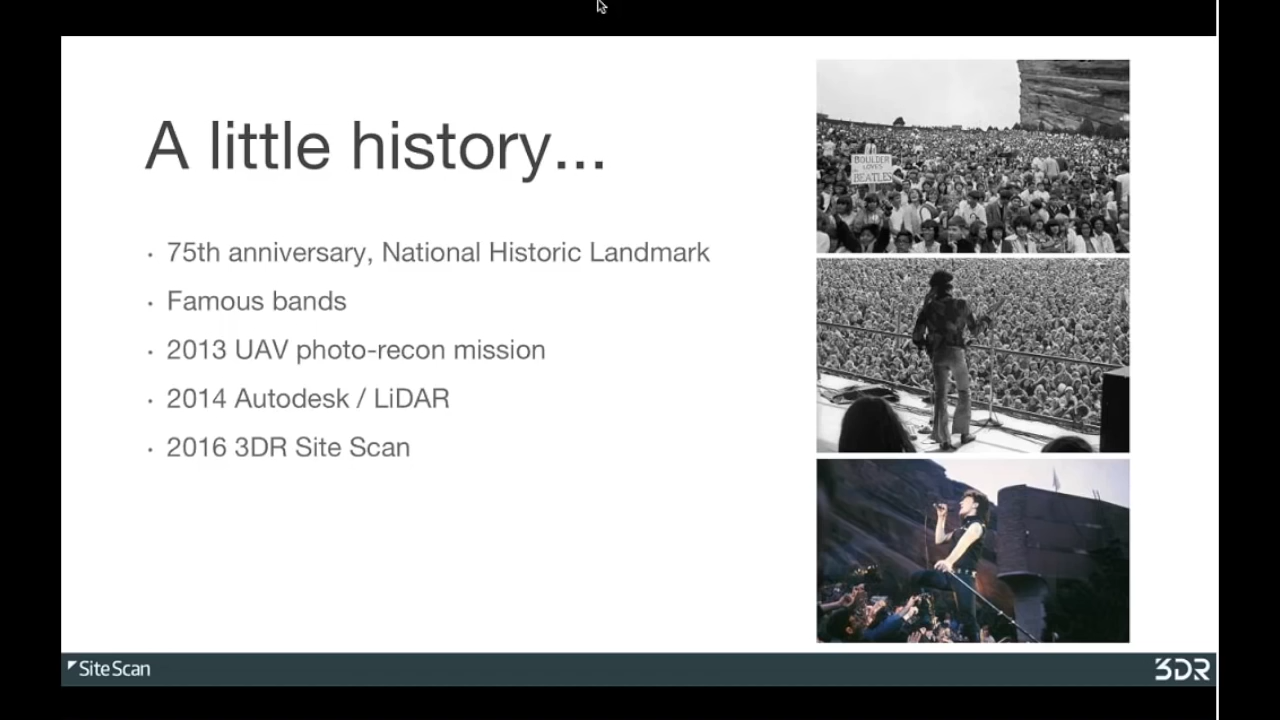 A little history...
· 75th anniversary, National Historic Landmark
· Famous bands
· 2013 UAV photo-recon mission
· 2014 Autodesk / LiDAR
· 2016 3DR Site Scan
BOULDER
LOVES
BEATLES
SiteScan
3DR